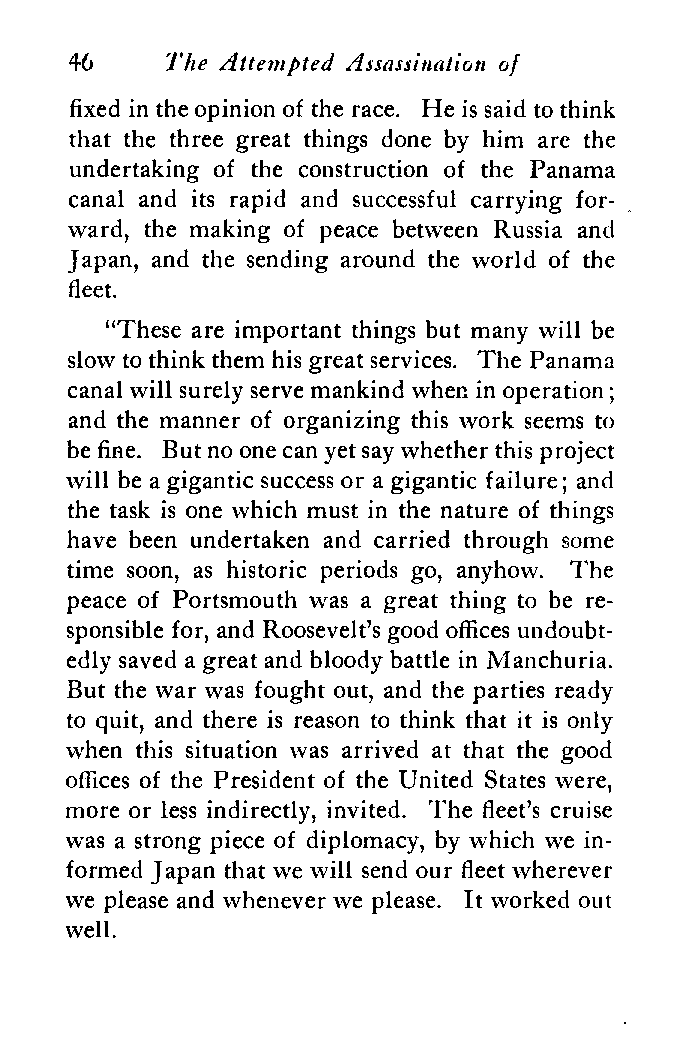 46 The Attempted Assassination of
fixed in the opinion of the race. He is said to think
that the three great things done by him are the
undertaking of the construction of the Panama
canal and its rapid and successful carrying for-
ward, the making of peace between Russia and
Japan, and the sending around the world of the
fleet.
"These are important things but many will be
slow to think them his great services. The Panama
canal will surely serve mankind when in operation;
and the manner of organizing this work seems to
be fine. But no one can yet say whether this project
will be a gigantic success or a gigantic failure; and
the task is one which must in the nature of things
have been undertaken and carried through some
time soon, as historic periods go, anyhow. The
peace of Portsmouth was a great thing to be re-
sponsible for, and Roosevelt's good offices undoubt-
edly saved a great and bloody battle in Manchuria.
But the war was fought out, and the parties ready
to quit, and there is reason to think that it is only
when this situation was arrived at that the good
offices of the President of the United States were,
more or less indirectly, invited. The fleet's cruise
was a strong piece of diplomacy, by which we in-
formed Japan that we will send our fleet wherever
we please and whenever we please. It worked out
well.